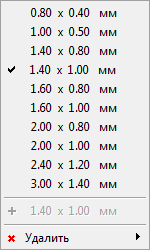 0.80 x 0.40 мм
1.00 x 0.50 мм
1.40 x 0.80 мм
1.40 x 1.00 мм
1.60 x 0.80 мм
1.60 x 1.00 мм
2.00 x 0.80 мм
2.00 x 1.00 мм
2.40 x 1.20 мм
3.00 x 1.40 мм
1.40 x 1.00 мм
Удалить